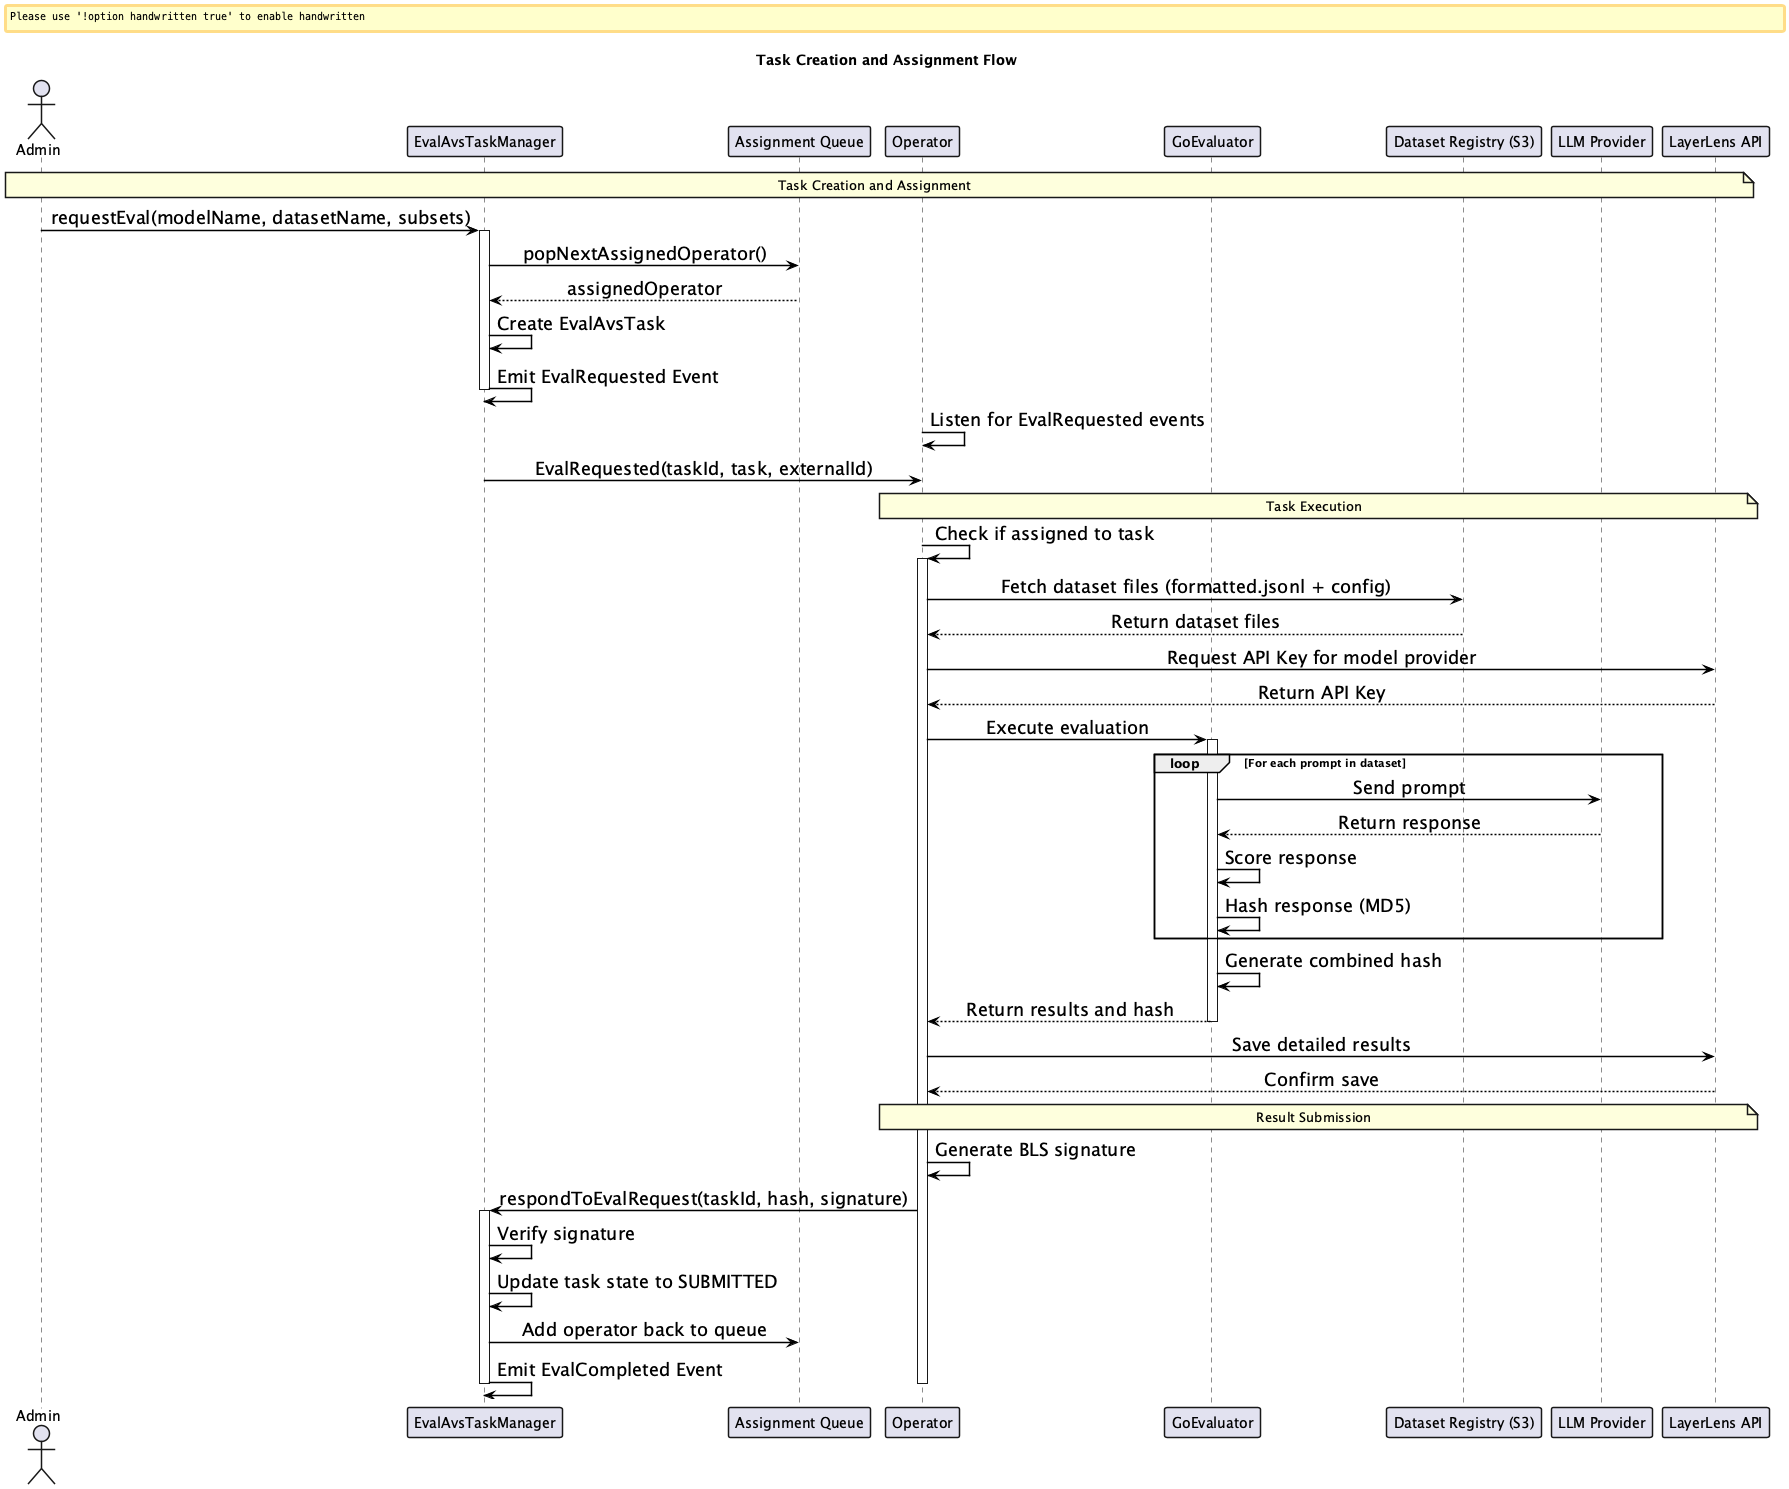 Please use '!option handwritten true' to enable handwritten
Task Creation and Assignment Flow
Admin
EvalAvsTaskManager
Assignment Queue
Operator
GoEvaluator
Dataset Registry (S3)
LLM Provider
LayerLens API
Task Creation and Assignment
requestEval(modelName, datasetName, subsets)
popNextAssignedOperator()
assignedOperator
Create EvalAvsTask
Emit EvalRequested Event
Listen for EvalRequested events
EvalRequested(taskId, task, externalId)
Task Execution
Check if assigned to task
Fetch dataset files (formatted.jsonl + config)
Return dataset files
Request API Key for model provider
Return API Key
Execute evaluation
loop
[For each prompt in dataset]
Send prompt
Return response
Score response
Hash response (MD5)
Generate combined hash
Return results and hash
Save detailed results
Confirm save
Result Submission
Generate BLS signature
respondToEvalRequest(taskId, hash, signature)
Verify signature
Update task state to SUBMITTED
Add operator back to queue
Emit EvalCompleted Event
Admin
EvalAvsTaskManager
Assignment Queue
Operator
GoEvaluator
Dataset Registry (S3)
LLM Provider
LayerLens API